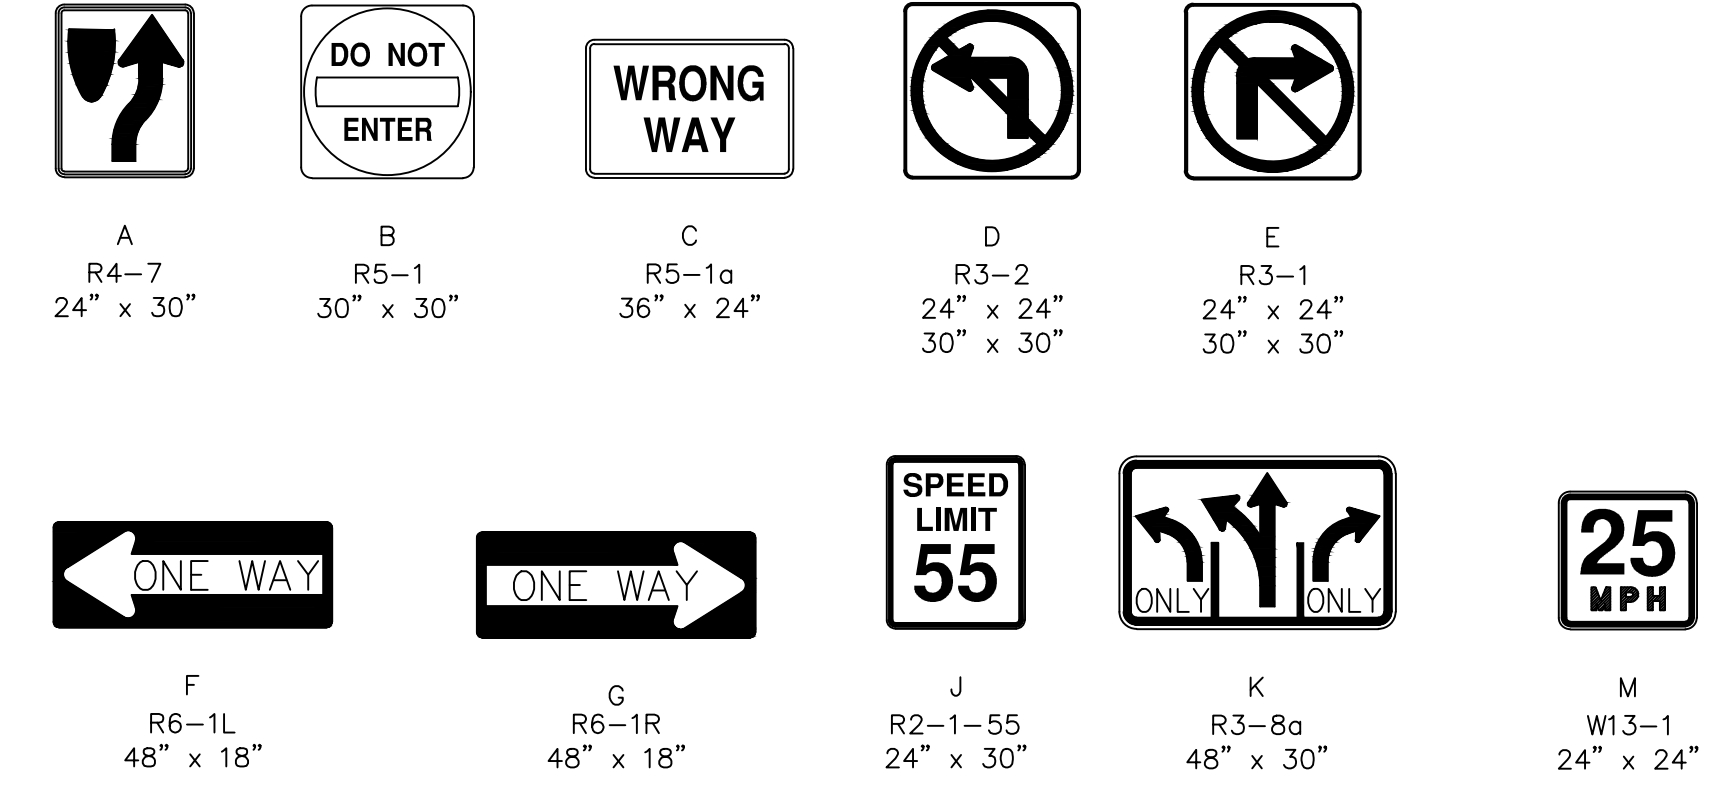 DO NOT
ENTER
WRONG
WAY
A
R4-7
24” x 30”
B
R5-1
30” x 30”
C
R5-1a
36” x 24”
D
R3-2
24” x 24”
30” x 30”
E
R3-1
24” x 24”
30” x 30”
ONE WAY
ONE WAY
SPEED
LIMIT
55
ONLY
ONLY
25
MPH
F
R6-1L
48” x 18”
G
R6-1R
48” x 18”
J
R2-1-55
24” x 30”
K
R3-8a
48” x 30”
M
W13-1
24” x 24”